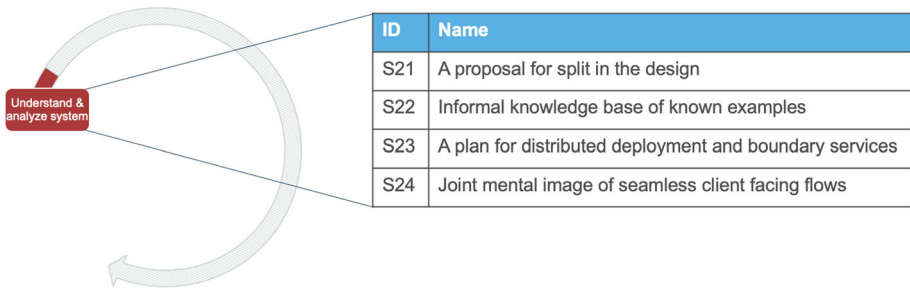 Understand &
analyze system
ID Name
S21 A proposal for split in the design
S22 Informal knowledge base of known examples
S23 A plan for distributed deployment and boundary services
S24 Joint mental image of seamless client facing flows